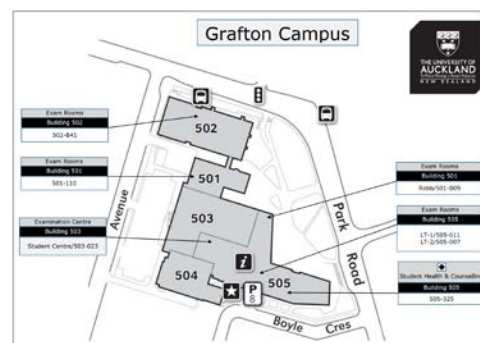 Grafton Campus
THE UNIVERSITY OF
AUCKLAND
NEW ZEALAND
Exam Rooms
Building 502
502-B41
Exam Rooms
Building 501
501-110
Examination Centre
Building 503
Student Centre/503-023
Exam Rooms
Building 501
Robb/501-009
Exam Rooms
Building 505
LT-1/505-011
LT-2/505-007
Student Health & Counselling
Building 505
505-325
502
501
503
504
505
i
P
8
Avenue
Park
Road
Boyle Cres